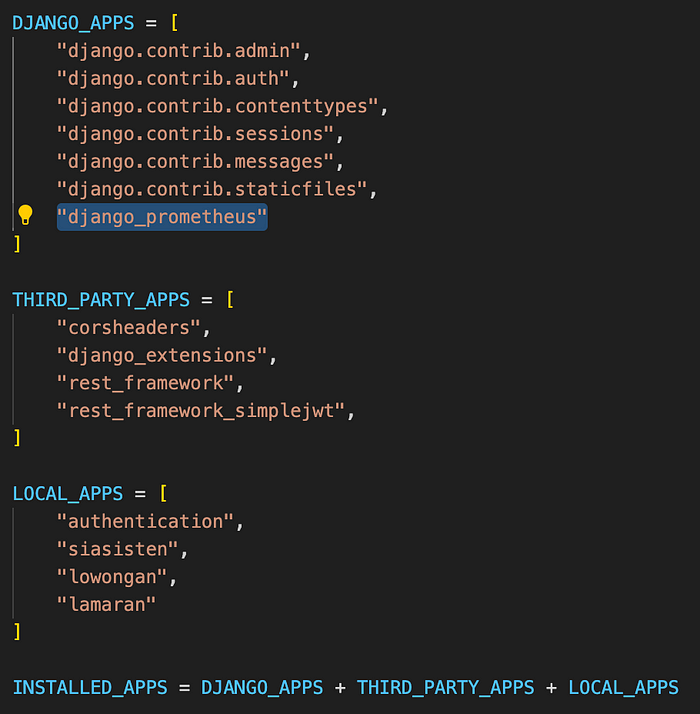 DJANGO_APPS = [
    "django.contrib.admin",
    "django.contrib.auth",
    "django.contrib.contenttypes",
    "django.contrib.sessions",
    "django.contrib.messages",
    "django.contrib.staticfiles",
    "django_prometheus"
]

THIRD_PARTY_APPS = [
    "corsheaders",
    "django_extensions",
    "rest_framework",
    "rest_framework_simplejwt",
]

LOCAL_APPS = [
    "authentication",
    "siasisten",
    "lowongan",
    "lamaran"
]

INSTALLED_APPS = DJANGO_APPS + THIRD_PARTY_APPS + LOCAL_APPS